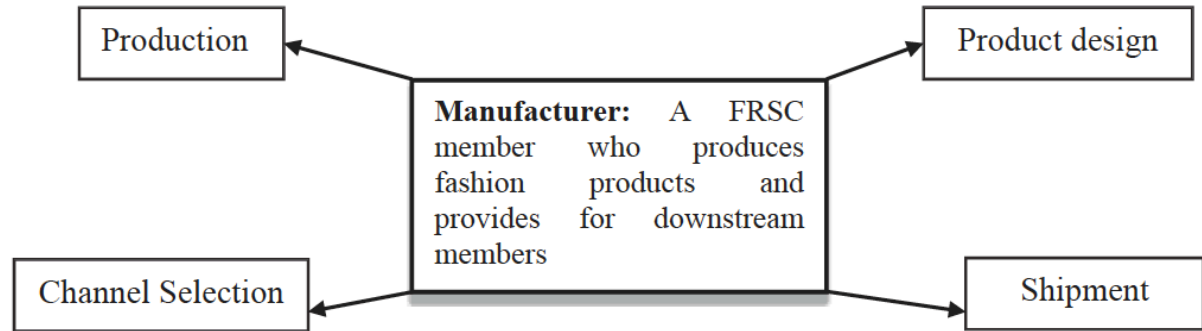 Production
Product design
Manufacturer: A FRSC
member who produces
fashion products and
provides for downstream
members
Channel Selection
Shipment